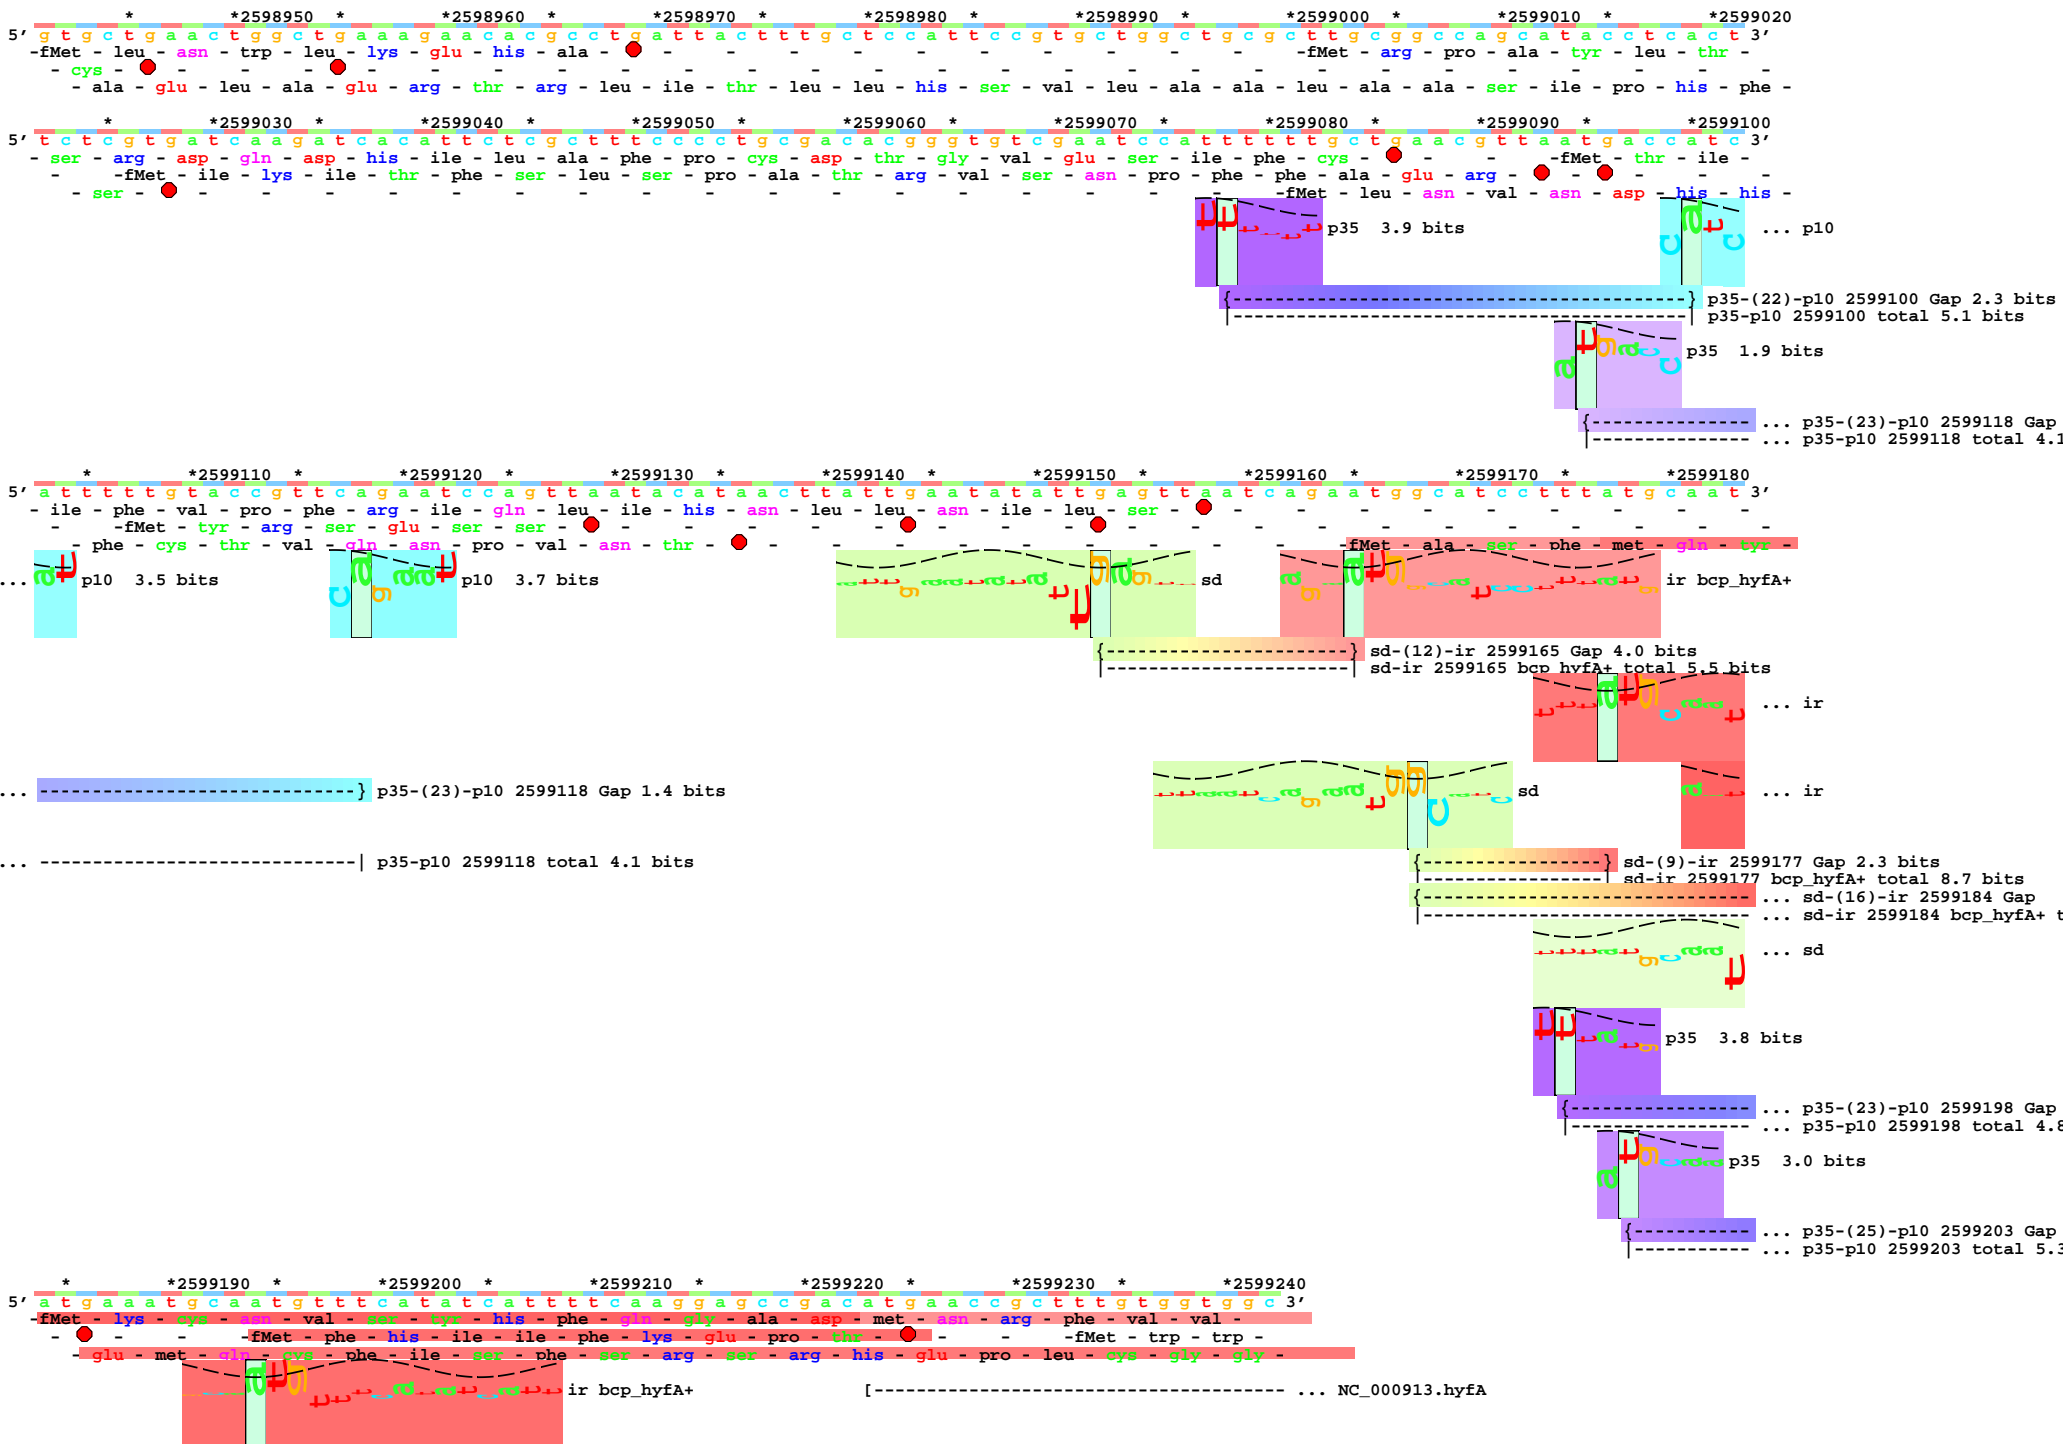 * *2598950 * *2598960 * *2598970 * *2598980 * *2598990 * *2599000 * *2599010 * *2599020
5' g t g c t g a a c t g g c t g a a a g a a c a c g c c t g a t t a c t t t g c t c c a t t c c g t g c t g g c t g c g c t t g c g g c c a g c a t a c c t c a c t 3'
-fMet - leu - asn - trp - leu - lys - glu - his - ala - - - - - - - - - - -fMet - arg - pro - ala - tyr - leu - thr -
- cys - - - - - - - - - - - - - - - - - - - - - - - - -
- ala - glu - leu - ala - glu - arg - thr - arg - leu - ile - thr - leu - leu - his - ser - val - leu - ala - ala - leu - ala - ala - ser - ile - pro - his - phe -
* *2599030 * *2599040 * *2599050 * *2599060 * *2599070 * *2599080 * *2599090 * *2599100
5' t c t c g t g a t c a a g a t c a c a t t c t c g c t t t c c c c t g c g a c a c g g g t g t c g a a t c c a t t t t t t g c t g a a c g t t a a t g a c c a t c 3'
- ser - arg - asp - gln - asp - his - ile - leu - ala - phe - pro - cys - asp - thr - gly - val - glu - ser - ile - phe - cys - - - -fMet - thr - ile -
- -fMet - ile - lys - ile - thr - phe - ser - leu - ser - pro - ala - thr - arg - val - ser - asn - pro - phe - phe - ala - glu - arg - - - - -
- ser - - - - - - - - - - - - - - - - - -fMet - leu - asn - val - asn - asp - his - his -
p35 3.9 bits
... p10
p35-(22)-p10 2599100 Gap 2.3 bits
p35-p10 2599100 total 5.1 bits
p35 1.9 bits
... p35-(23)-p10 2599118 Gap
... p35-p10 2599118 total 4.1
* *2599110 * *2599120 * *2599130 * *2599140 * *2599150 * *2599160 * *2599170 * *2599180
5' a t t t t t g t a c c g t t c a g a a t c c a g t t a a t a c a t a a c t t a t t g a a t a t a t t g a g t t a a t c a g a a t g g c a t c c t t t a t g c a a t 3'
- ile - phe - val - pro - phe - arg - ile - gln - leu - ile - his - asn - leu - leu - asn - ile - leu - ser - - - - - - - - -
- -fMet - tyr - arg - ser - glu - ser - ser - - - - - - - - - - - - - - - - -
- phe - cys - thr - val - gln - asn - pro - val - asn - thr - - - - - - - - - -fMet - ala - ser - phe - met - gln - tyr -
... p10 3.5 bits
p10 3.7 bits
sd
ir bcp_hyfA+
sd-(12)-ir 2599165 Gap 4.0 bits
sd-ir 2599165 bcp_hyfA+ total 5.5 bits
... ir
... p35-(23)-p10 2599118 Gap 1.4 bits
sd
... ir
... p35-p10 2599118 total 4.1 bits
sd-(9)-ir 2599177 Gap 2.3 bits
sd-ir 2599177 bcp_hyfA+ total 8.7 bits
... sd-(16)-ir 2599184 Gap
... sd-ir 2599184 bcp_hyfA+ t
... sd
p35 3.8 bits
... p35-(23)-p10 2599198 Gap
... p35-p10 2599198 total 4.8
p35 3.0 bits
... p35-(25)-p10 2599203 Gap
... p35-p10 2599203 total 5.3
* *2599190 * *2599200 * *2599210 * *2599220 * *2599230 * *2599240
5' a t g a a a t g c a a t g t t t c a t a t c a t t t c a a g g a g c c g a c a t g a a c c g c t t t g t g g t g g c 3'
-fMet - lys - cys - asn - val - ser - tyr - his - phe - gln - gly - ala - asp - met - asn - arg - phe - val - val -
- - - -fMet - phe - his - ile - ile - phe - lys - glu - pro - thr - - - -fMet - trp - trp -
- glu - met - gln - cys - phe - ile - ser - phe - ser - arg - ser - arg - his - glu - pro - leu - cys - gly - gly -
ir bcp_hyfA+
[---------------------------------- ... NC_000913.hyfA